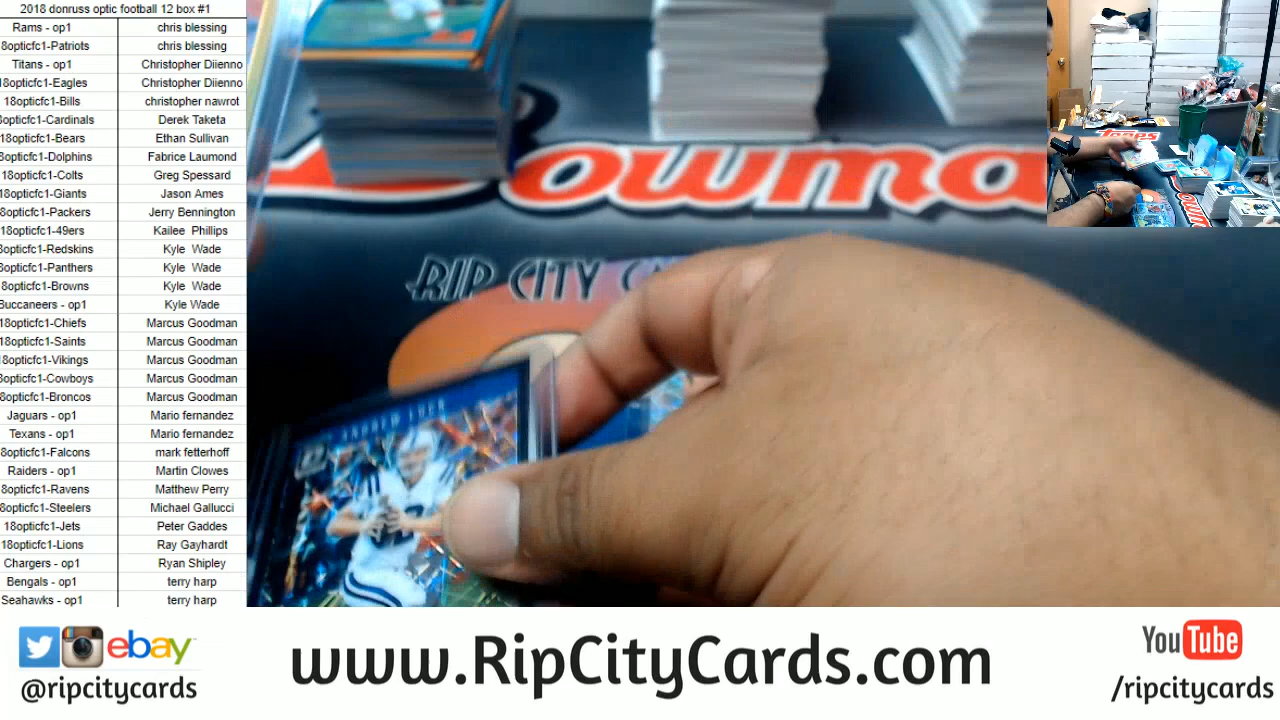 2018 donruss optic football 12 box #1
Rams - op1 chris blessing
8opticfc1-Patriots chris blessing
Titans - op1 Christopher Diienno
18opticfc1-Eagles Christopher Diienno
18opticfc1-Bills christopher nawrot
8opticfc1-Cardinals Derek Taketa
18opticfc1-Bears Ethan Sullivan
8opticfc1-Dolphins Fabrice Laumond
18opticfc1-Colts Greg Spessard
18opticfc1-Giants Jason Ames
8opticfc1-Packers Jerry Bennington
18opticfc1-49ers Kailee Phillips
8opticfc1-Redskins Kyle Wade
8opticfc1-Panthers Kyle Wade
8opticfc1-Browns Kyle Wade
Buccaneers - op1 Kyle Wade
18opticfc1-Chiefs Marcus Goodman
18opticfc1-Saints Marcus Goodman
18opticfc1-Vikings Marcus Goodman
8opticfc1-Cowboys Marcus Goodman
8opticfc1-Broncos Marcus Goodman
Jaguars - op1 Mario fernandez
Texans - op1 Mario fernandez
8opticfc1-Falcons mark fetterhoff
Raiders - op1 Martin Clowes
8opticfc1-Ravens Matthew Perry
8opticfc1-Steelers Michael Gallucci
18opticfc1-Jets Peter Gaddes
18opticfc1-Lions Ray Gayhardt
Chargers - op1 Ryan Shipley
Bengals - op1 terry harp
Seahawks - op1 terry harp
Bowma
RIP CITY C
ANDREW LUCK
Topps
owma
ebay
@ripcitycards
www.RipCityCards.com
YouTube
/ripcitycards